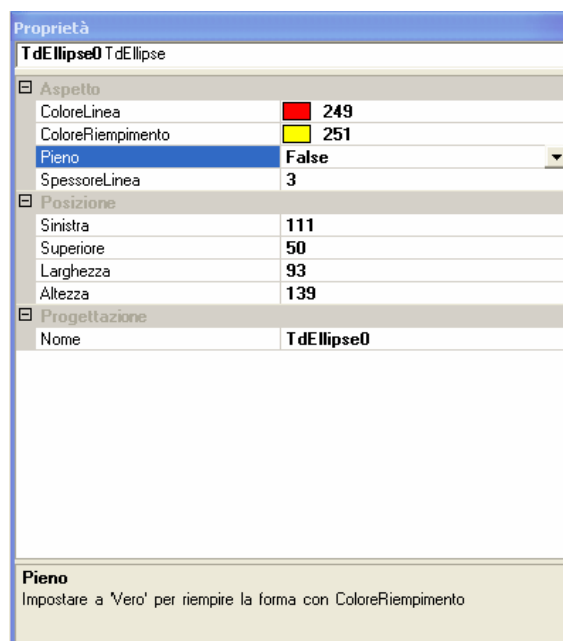 Proprietà
TdEllipse0 TdEllipse
Aspetto
ColoreLinea 249
ColoreRiempimento 251
Pieno False
SpessoreLinea 3
Posizione
Sinistra 111
Superiore 50
Larghezza 93
Altezza 139
Progettazione
Nome TdEllipse0
Pieno
Impostare a 'Vero' per riempire la forma con ColoreRiempimento